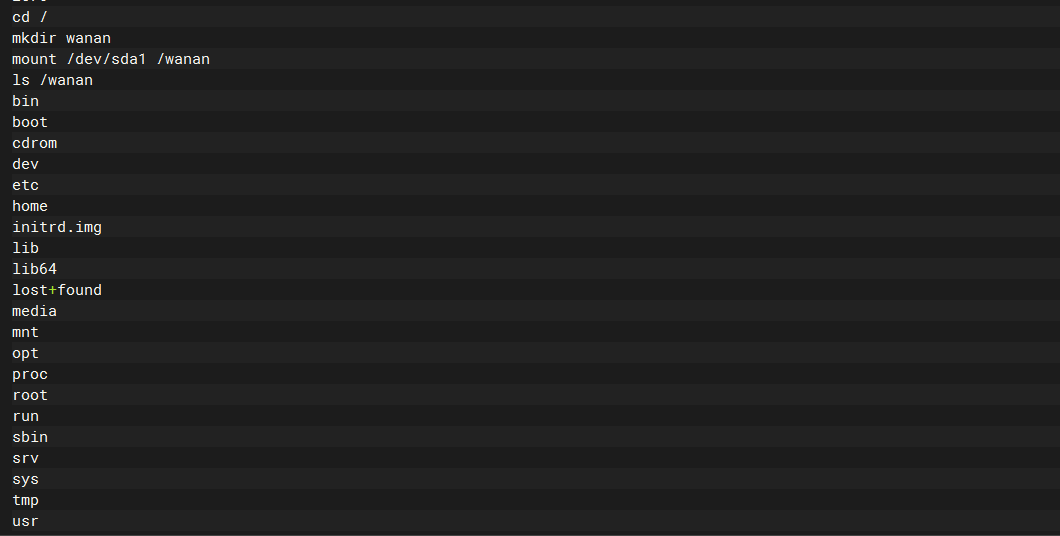 cd /
mkdir wanan
mount /dev/sda1 /wanan
ls /wanan
bin
boot
cdrom
dev
etc
home
initrd.img
lib
lib64
lost+found
media
mnt
opt
proc
root
run
sbin
srv
sys
tmp
usr